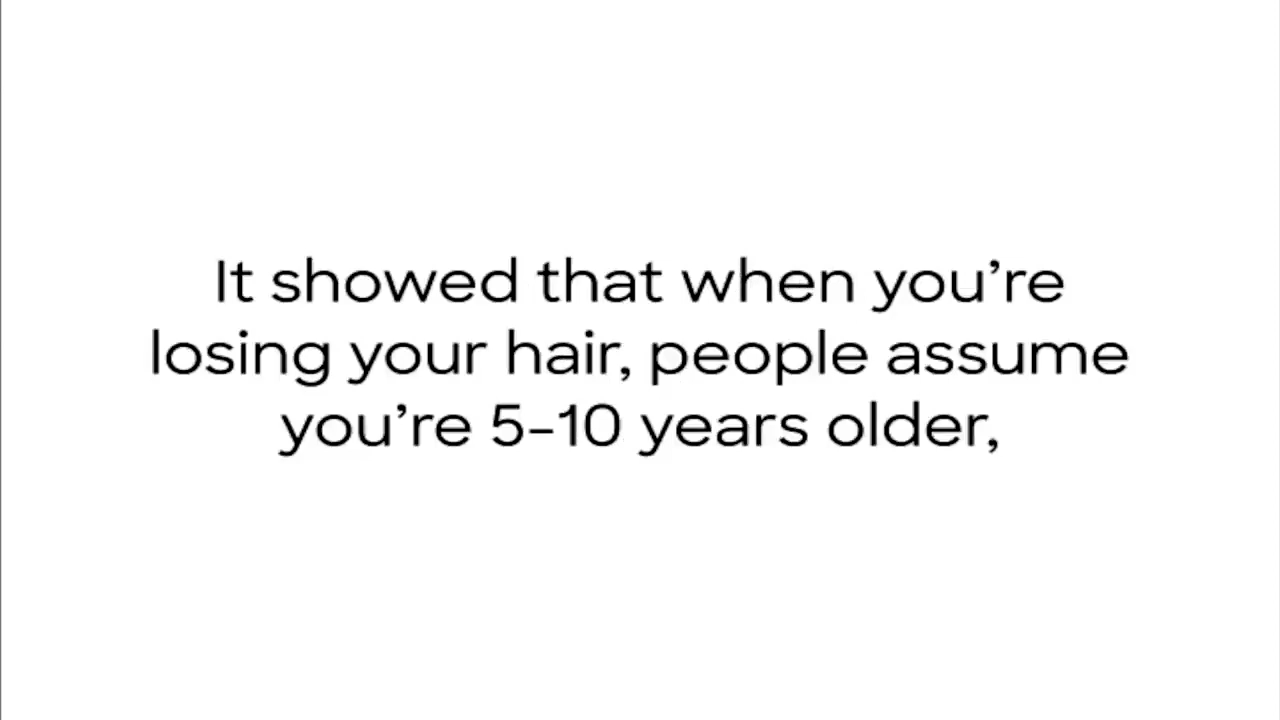 It showed that when you’re
losing your hair, people assume
you’re 5–10 years older,